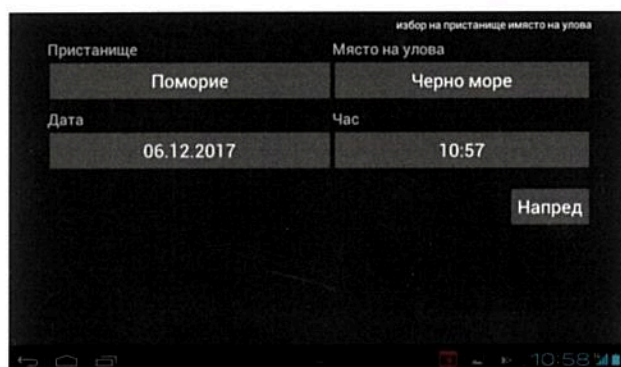 избор на пристанище имясто на улова
Пристанище Място на улова
Поморие Черно море
Дата Час
06.12.2017 10:57
Напред
10:58